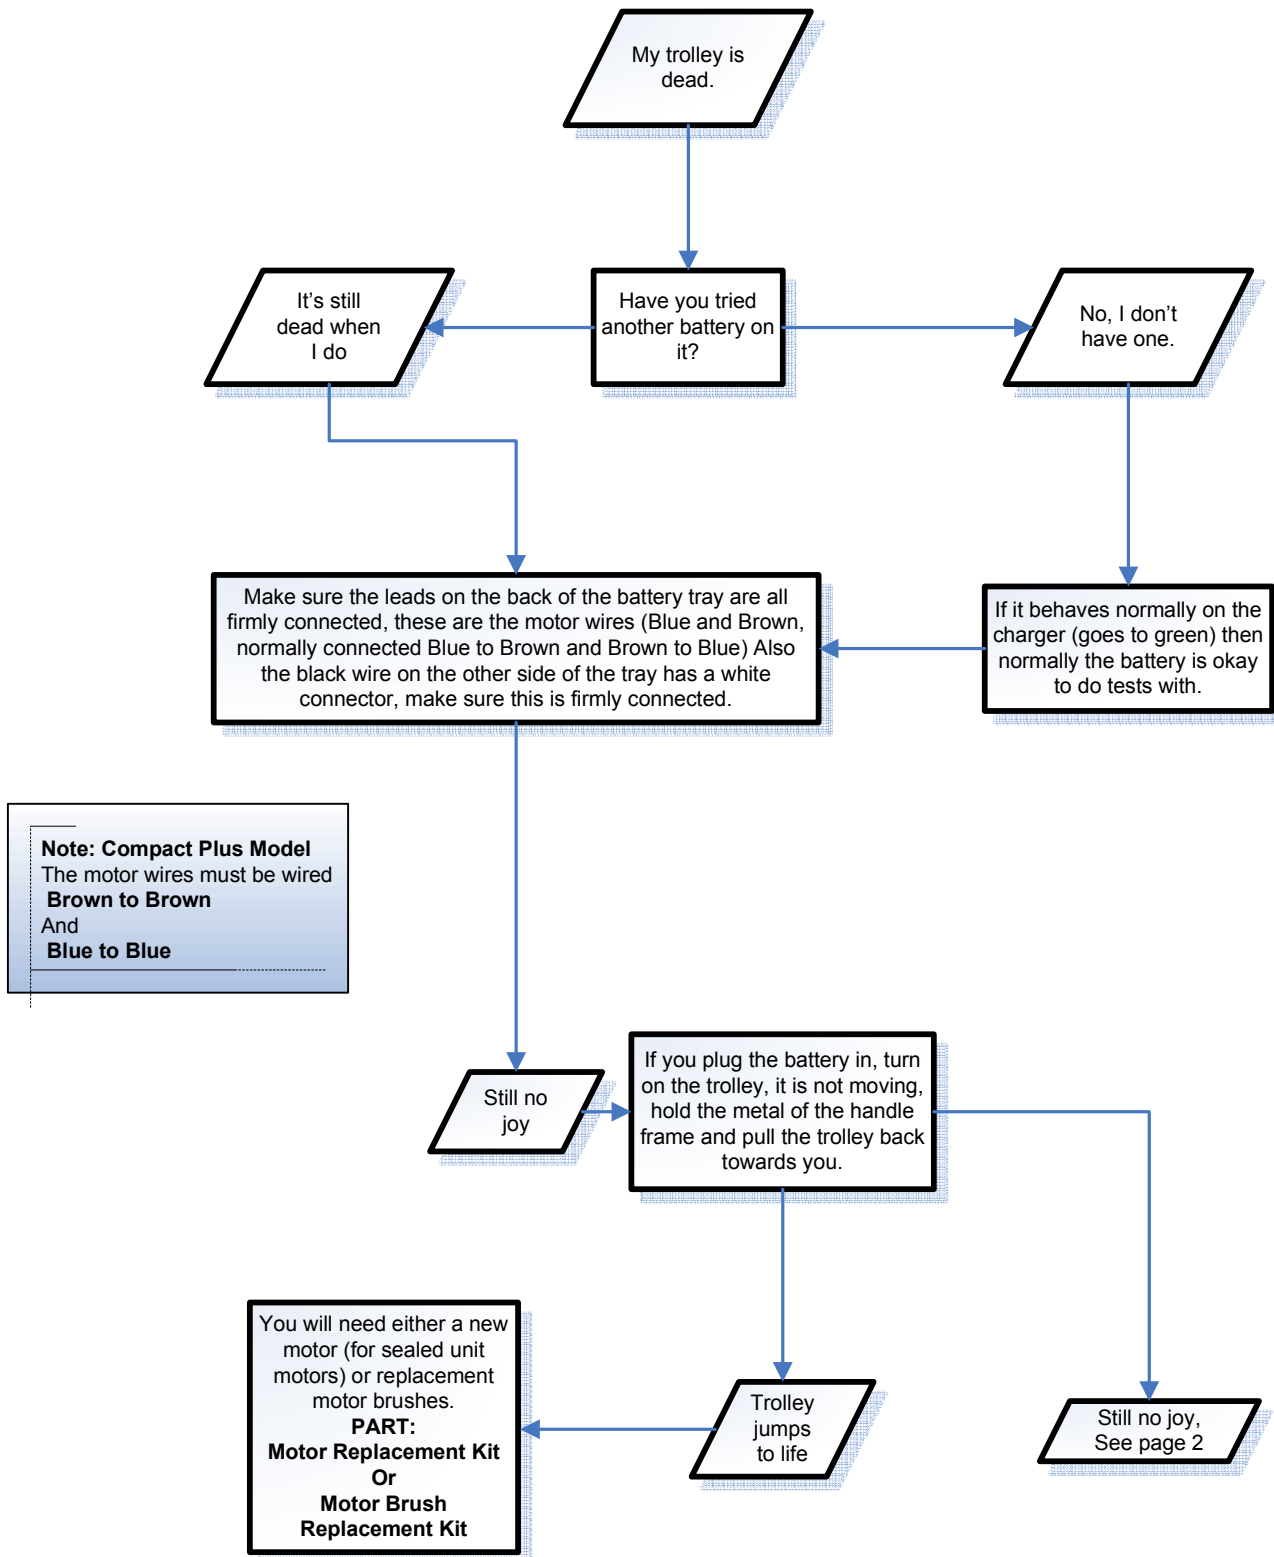 My trolley is
dead.
It's still
dead when
I do
Have you tried
another battery on
it?
No, I don't
have one.
Make sure the leads on the back of the battery tray are all
firmly connected, these are the motor wires (Blue and Brown,
normally connected Blue to Brown and Brown to Blue) Also
the black wire on the other side of the tray has a white
connector, make sure this is firmly connected.
If it behaves normally on the
charger (goes to green) then
normally the battery is okay
to do tests with.
Note: Compact Plus Model
The motor wires must be wired
Brown to Brown
And
Blue to Blue
Still no
joy
If you plug the battery in, turn
on the trolley, it is not moving,
hold the metal of the handle
frame and pull the trolley back
towards you.
You will need either a new
motor (for sealed unit
motors) or replacement
motor brushes.
PART:
Motor Replacement Kit
Or
Motor Brush
Replacement Kit
Trolley
jumps
to life
Still no joy,
See page 2